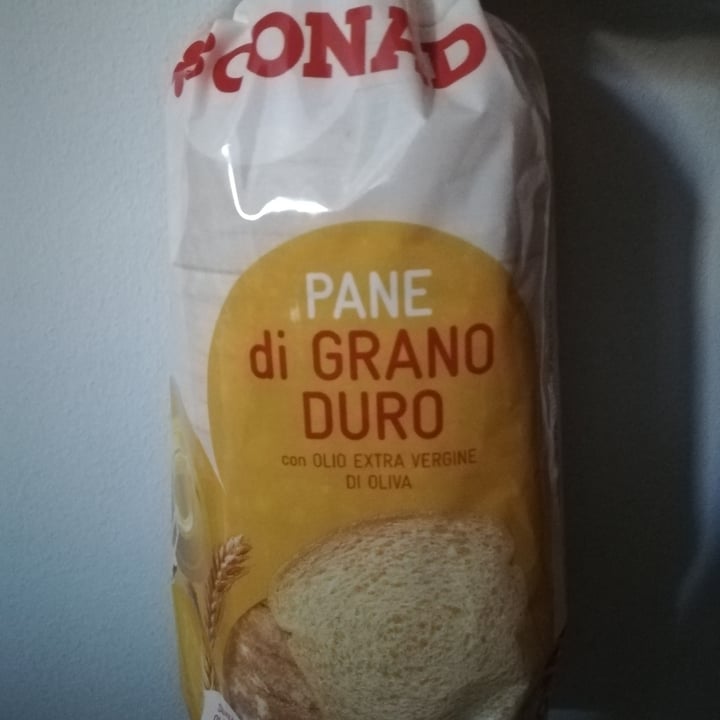 CONAD
PANE
di GRANO
DURO
con OLIO EXTRA VERGINE
DI OLIVA